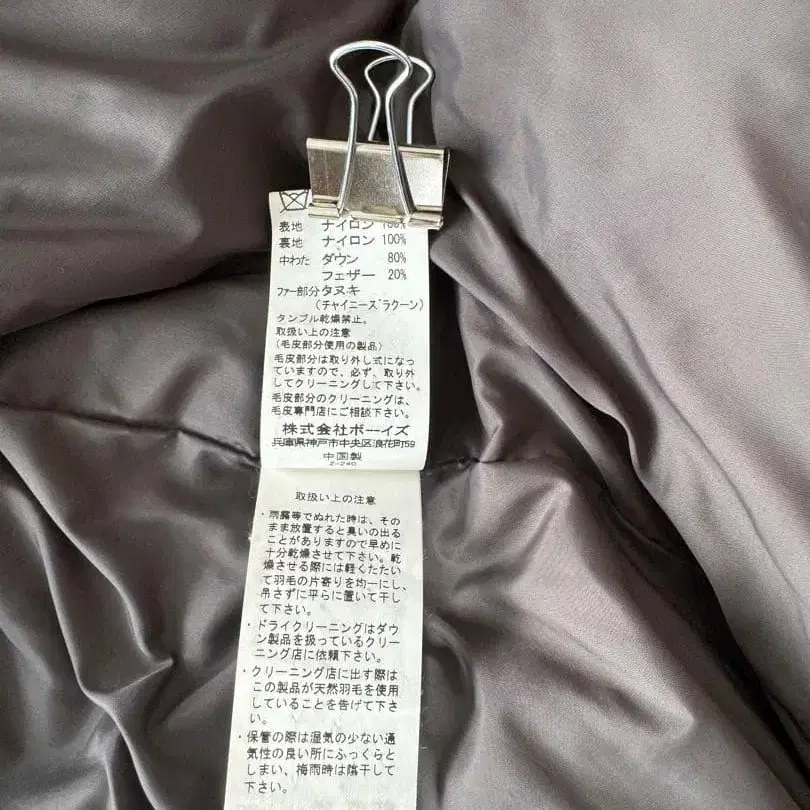 表地 ナイロン 100%
裏地 ナイロン 100%
中わた ダウン 80%
フェザー 20%
ファー部分 タヌキ
(チャイニーズラクーン)
タンブル乾燥禁止。
取扱い上の注意
(毛皮部分使用の製品)
毛皮部分は取り外し式になっ
ていますので、必ず、取り外
してクリーニングして下さい。
毛皮部分のクリーニングは、
毛皮専門店にご相談下さい。
株式会社ボーイズ
兵庫県神戸市中央区浪花町59
中国製
Z-240
取扱い上の注意
・雨露等でぬれた時は、その
まま放置すると臭いの出る
ことがありますので早めに
十分乾燥させて下さい。乾
燥させる際には軽くたたい
て羽毛の片寄りを均一にし、
吊さずに平らに置いて干し
て下さい。
・ドライクリーニングはダウ
ン製品を扱っているクリー
ニング店に依頼下さい。
・クリーニング店に出す際は
この製品が天然羽毛を使用
していることを告げて下さ
い。
・保管の際は湿気の少ない通
気性の良い所にふっくらと
しまい、梅雨時は陰干して
下さい。